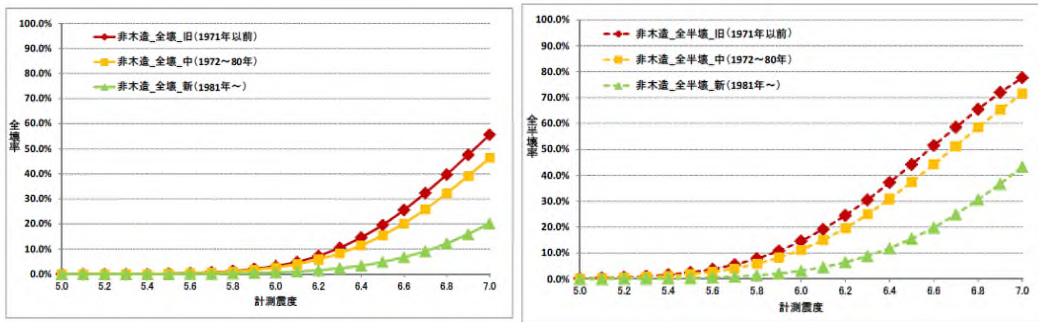 100.0%
90.0%
80.0%
70.0%
60.0%
50.0%
40.0%
30.0%
20.0%
10.0%
0.0%
全壊率
非木造_全壊_旧(1971年以前)
非木造_全壊_中(1972～80年)
非木造_全壊_新(1981年～)
5.0 5.2 5.4 5.6 5.8 6.0 6.2 6.4 6.6 6.8 7.0
計測震度
100.0%
90.0%
80.0%
70.0%
60.0%
50.0%
40.0%
30.0%
20.0%
10.0%
0.0%
全半壊率
非木造_全半壊_旧(1971年以前)
非木造_全半壊_中(1972～80年)
非木造_全半壊_新(1981年～)
5.0 5.2 5.4 5.6 5.8 6.0 6.2 6.4 6.6 6.8 7.0
計測震度